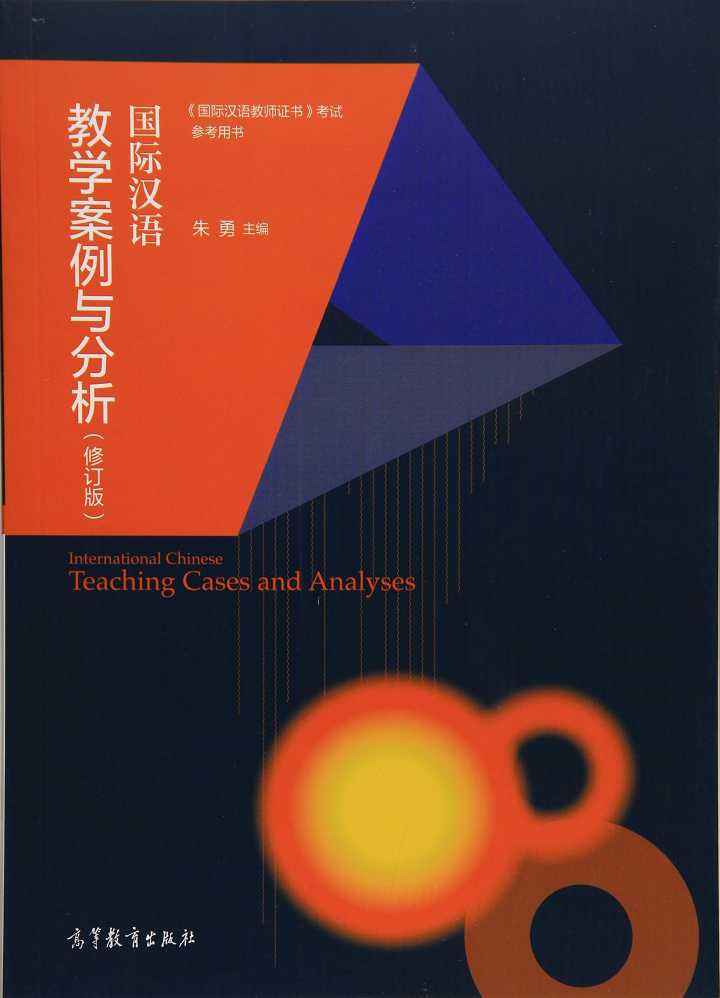 《国际汉语教师证书》考试
参考用书
国际汉语
教学案例与分析（修订版）
朱勇 主编
International Chinese
Teaching Cases and Analyses
高等教育出版社